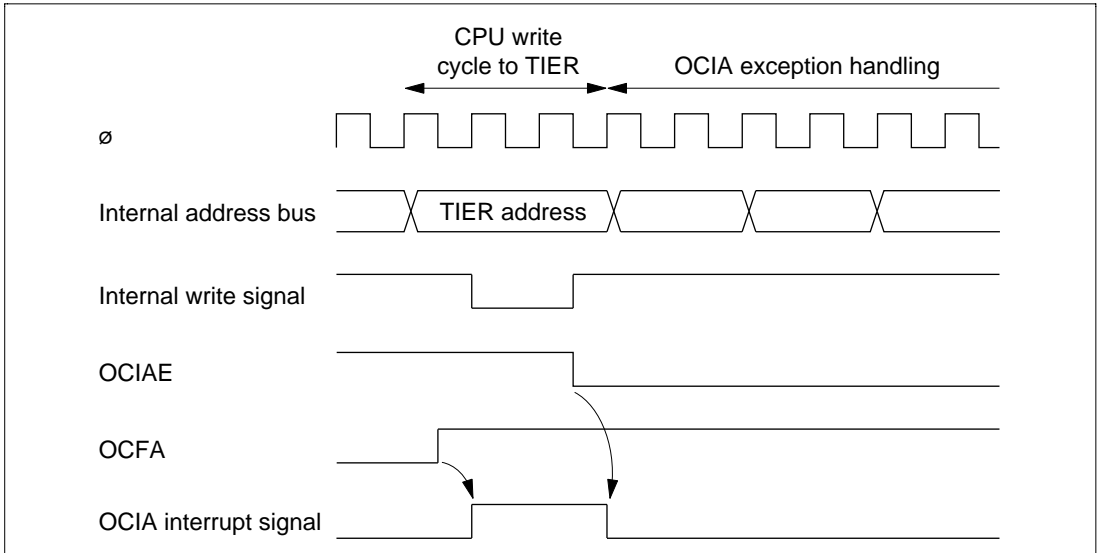 CPU write
cycle to TIER
OCIA exception handling
ø
Internal address bus
TIER address
Internal write signal
OCIAE
OCFA
OCIA interrupt signal